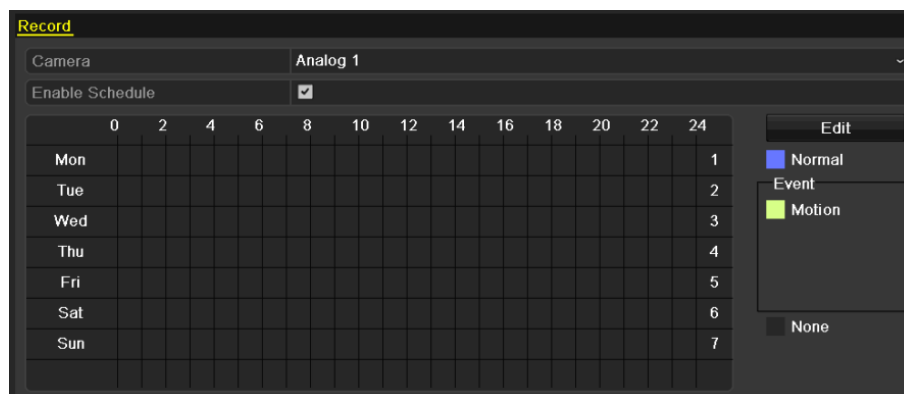 Record
Camera Analog 1
Enable Schedule
0 2 4 6 8 10 12 14 16 18 20 22 24 Edit
Mon 1 Normal
Event
Tue 2 Motion
Wed 3
Thu 4
Fri 5
Sat 6
None
Sun 7